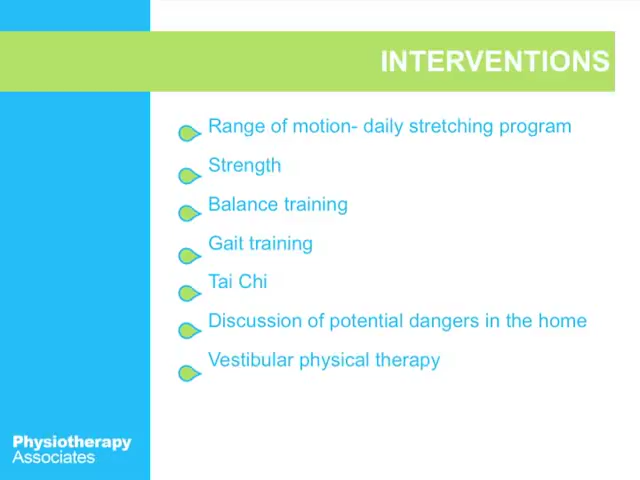 INTERVENTIONS
Range of motion- daily stretching program
Strength
Balance training
Gait training
Tai Chi
Discussion of potential dangers in the home
Vestibular physical therapy
Physiotherapy
Associates